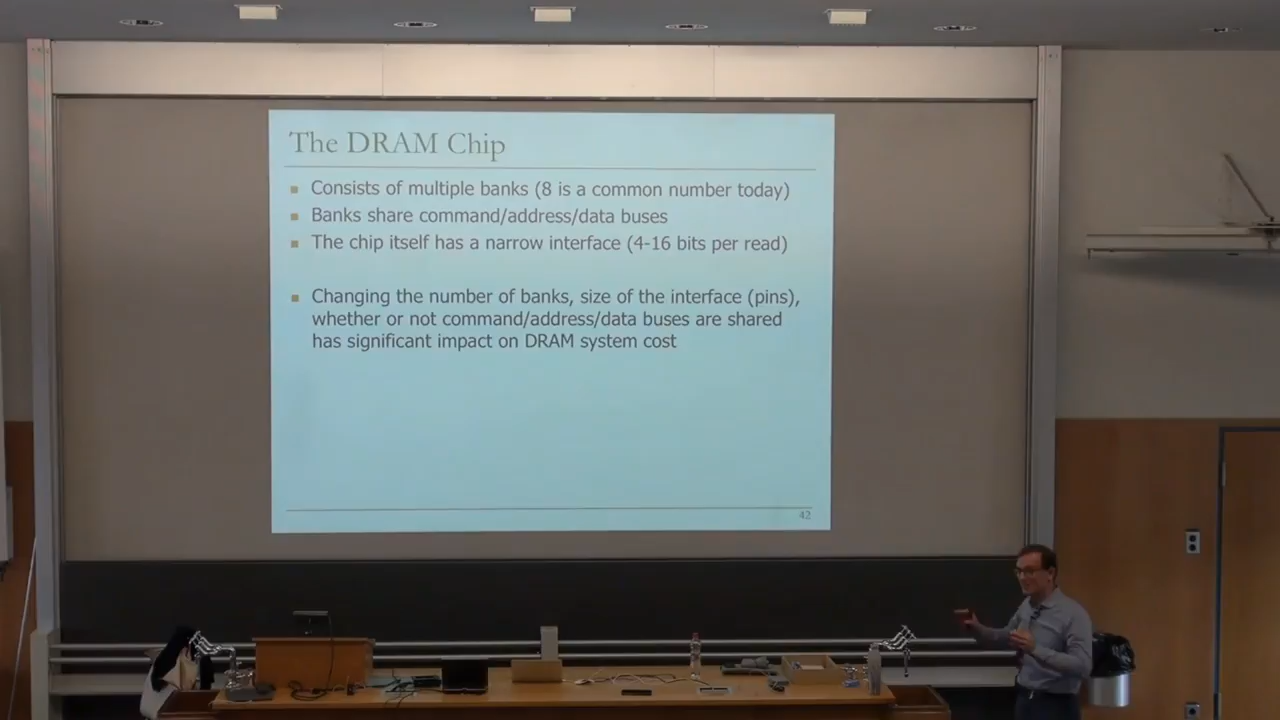 The DRAM Chip
Consists of multiple banks (8 is a common number today)
Banks share command/address/data buses
The chip itself has a narrow interface (4-16 bits per read)
Changing the number of banks, size of the interface (pins),
whether or not command/address/data buses are shared
has significant impact on DRAM system cost
42